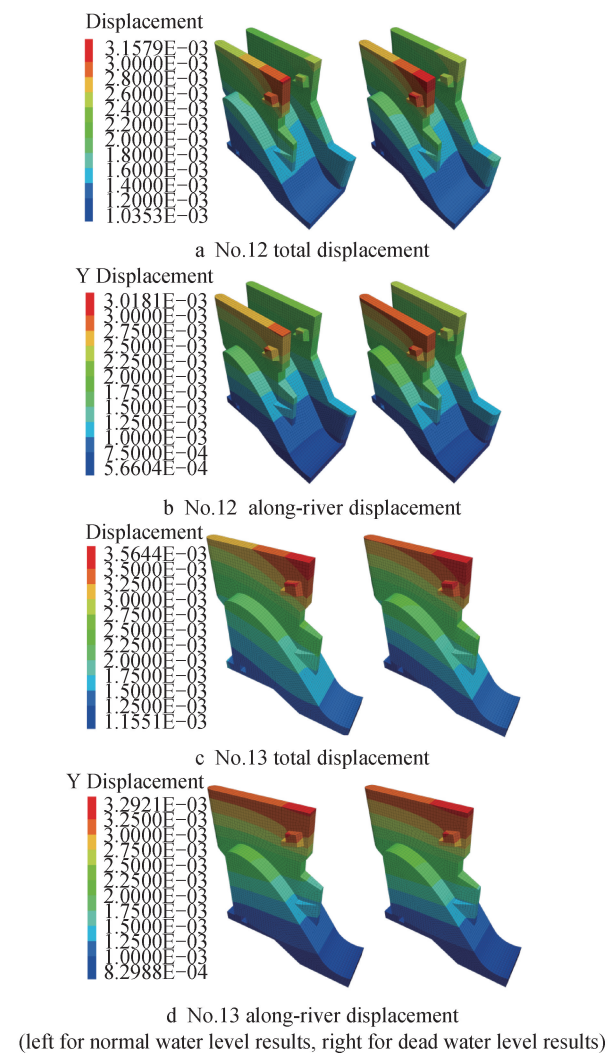 Displacement
3.1579E−03
3.0000E−03
2.8000E−03
2.6000E−03
2.4000E−03
2.2000E−03
2.0000E−03
1.8000E−03
1.6000E−03
1.4000E−03
1.2000E−03
1.0353E−03
a No.12 total displacement
Y Displacement
3.0181E−03
3.0000E−03
2.7500E−03
2.5000E−03
2.2500E−03
2.0000E−03
1.7500E−03
1.5000E−03
1.2500E−03
1.0000E−03
7.5000E−04
5.6604E−04
b No.12 along-river displacement
Displacement
3.5644E−03
3.5000E−03
3.2500E−03
3.0000E−03
2.7500E−03
2.5000E−03
2.2500E−03
2.0000E−03
1.7500E−03
1.5000E−03
1.2500E−03
1.1551E−03
c No.13 total displacement
Y Displacement
3.2921E−03
3.2500E−03
3.0000E−03
2.7500E−03
2.5000E−03
2.2500E−03
2.0000E−03
1.7500E−03
1.5000E−03
1.2500E−03
1.0000E−03
8.2988E−04
d No.13 along-river displacement
(left for normal water level results, right for dead water level results)